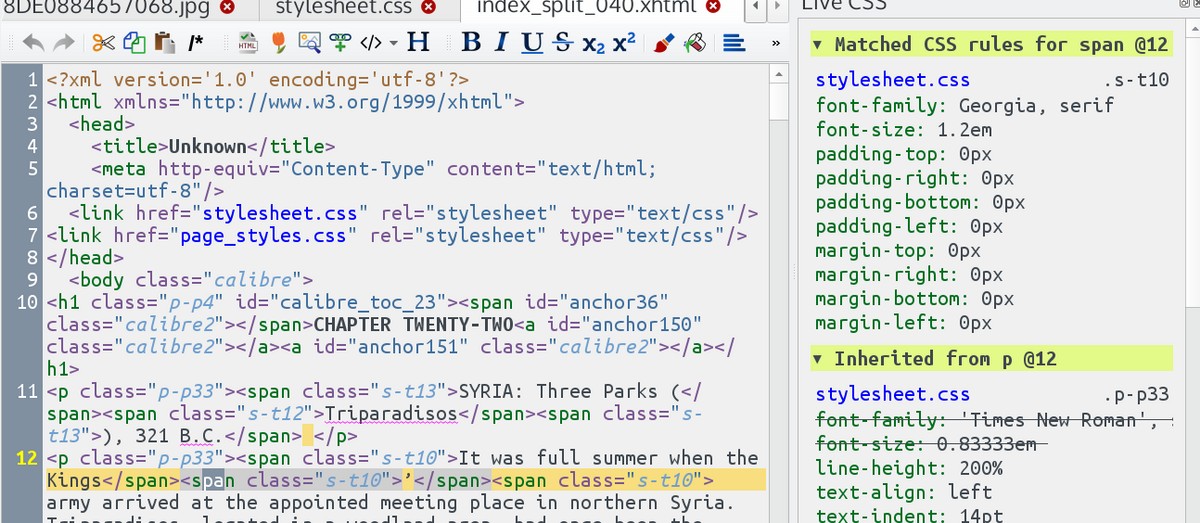 8DE0884657068.jpg stylesheet.css index_split_040.xhtml Live CSS
/* HTML </> H B I U S x₂ x² »
1 <?xml version='1.0' encoding='utf-8'?>
2 <html xmlns="http://www.w3.org/1999/xhtml">
3 <head>
4 <title>Unknown</title>
5 <meta http-equiv="Content-Type" content="text/html;
charset=utf-8"/>
6 <link href="stylesheet.css" rel="stylesheet" type="text/css"/>
7 <link href="page_styles.css" rel="stylesheet" type="text/css"/>
8 </head>
9 <body class="calibre">
10 <h1 class="p-p4" id="calibre_toc_23"><span id="anchor36"
class="calibre2"></span>CHAPTER TWENTY-TWO<a id="anchor150"
class="calibre2"></a><a id="anchor151" class="calibre2"></a></
h1>
11 <p class="p-p33"><span class="s-t13">SYRIA: Three Parks (</
span><span class="s-t12">Triparadisos</span><span class="s-
t13">), 321 B.C.</span> </p>
12 <p class="p-p33"><span class="s-t10">It was full summer when the
Kings</span><span class="s-t10">’</span><span class="s-t10">
army arrived at the appointed meeting place in northern Syria.
Triparadisos, located in a woodland area, had once been the
Matched CSS rules for span @12
stylesheet.css .s-t10
font-family: Georgia, serif
font-size: 1.2em
padding-top: 0px
padding-right: 0px
padding-bottom: 0px
padding-left: 0px
margin-top: 0px
margin-right: 0px
margin-bottom: 0px
margin-left: 0px
Inherited from p @12
stylesheet.css .p-p33
font-family: 'Times New Roman',
font-size: 0.83333em
line-height: 200%
text-align: left
text-indent: 14pt